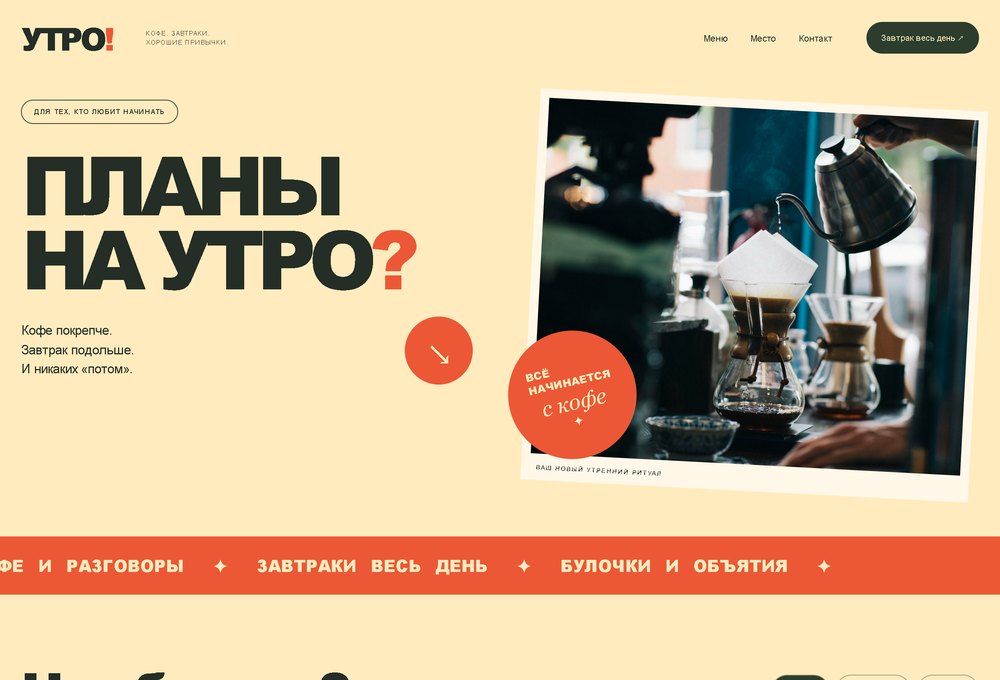 УТРО!
КОФЕ. ЗАВТРАКИ.
ХОРОШИЕ ПРИВЫЧКИ.
Меню
Место
Контакт
Завтрак весь день ↗
ДЛЯ ТЕХ, КТО ЛЮБИТ НАЧИНАТЬ
ПЛАНЫ
НА УТРО?
Кофе покрепче.
Завтрак подольше.
И никаких «потом».
ВСЁ
НАЧИНАЕТСЯ
с кофе
ВАШ НОВЫЙ УТРЕННИЙ РИТУАЛ
ФЕ И РАЗГОВОРЫ ✦ ЗАВТРАКИ ВЕСЬ ДЕНЬ ✦ БУЛОЧКИ И ОБЪЯТИЯ ✦